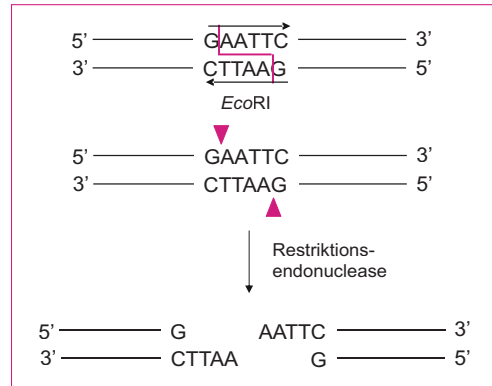 5’ GAATTC 3’
3’ CTTAAG 5’
EcoRI
5’ GAATTC 3’
3’ CTTAAG 5’
Restriktions-
endonuclease
5’ G AATTC 3’
3’ CTTAA G 5’